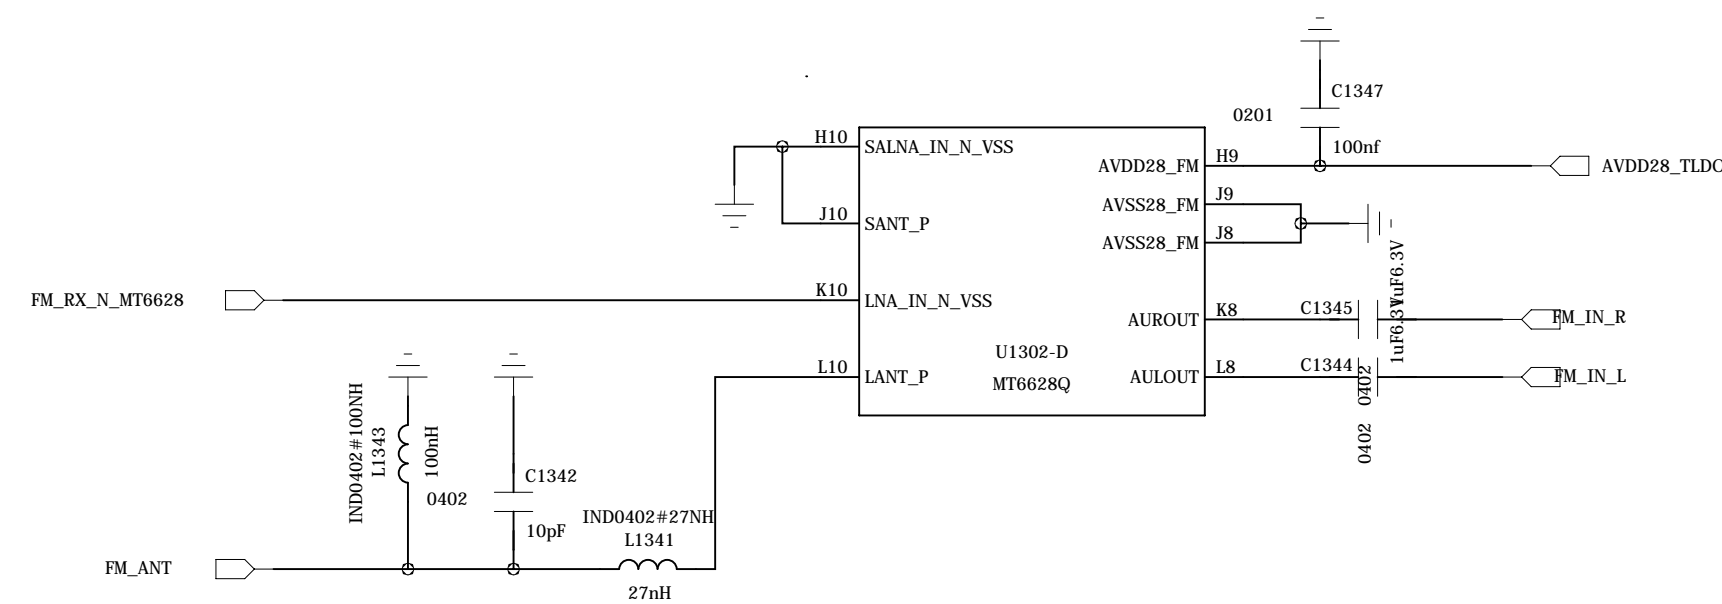 C1347
0201
100nf
H10
SALNA_IN_N_VSS
AVDD28_FM
H9
AVDD28_TLDO
J9
AVSS28_FM
J10
SANT_P
J8
AVSS28_FM
FM_RX_N_MT6628
K10
LNA_IN_N_VSS
AUROUT
K8
C1345
1uF6.3V
FM_IN_R
U1302-D
MT6628Q
L10
LANT_P
AULOUT
L8
C1344
1uF6.3V
FM_IN_L
0402
0402
IND0402#100NH
L1343
100nH
0402
C1342
10pF
IND0402#27NH
L1341
27nH
FM_ANT